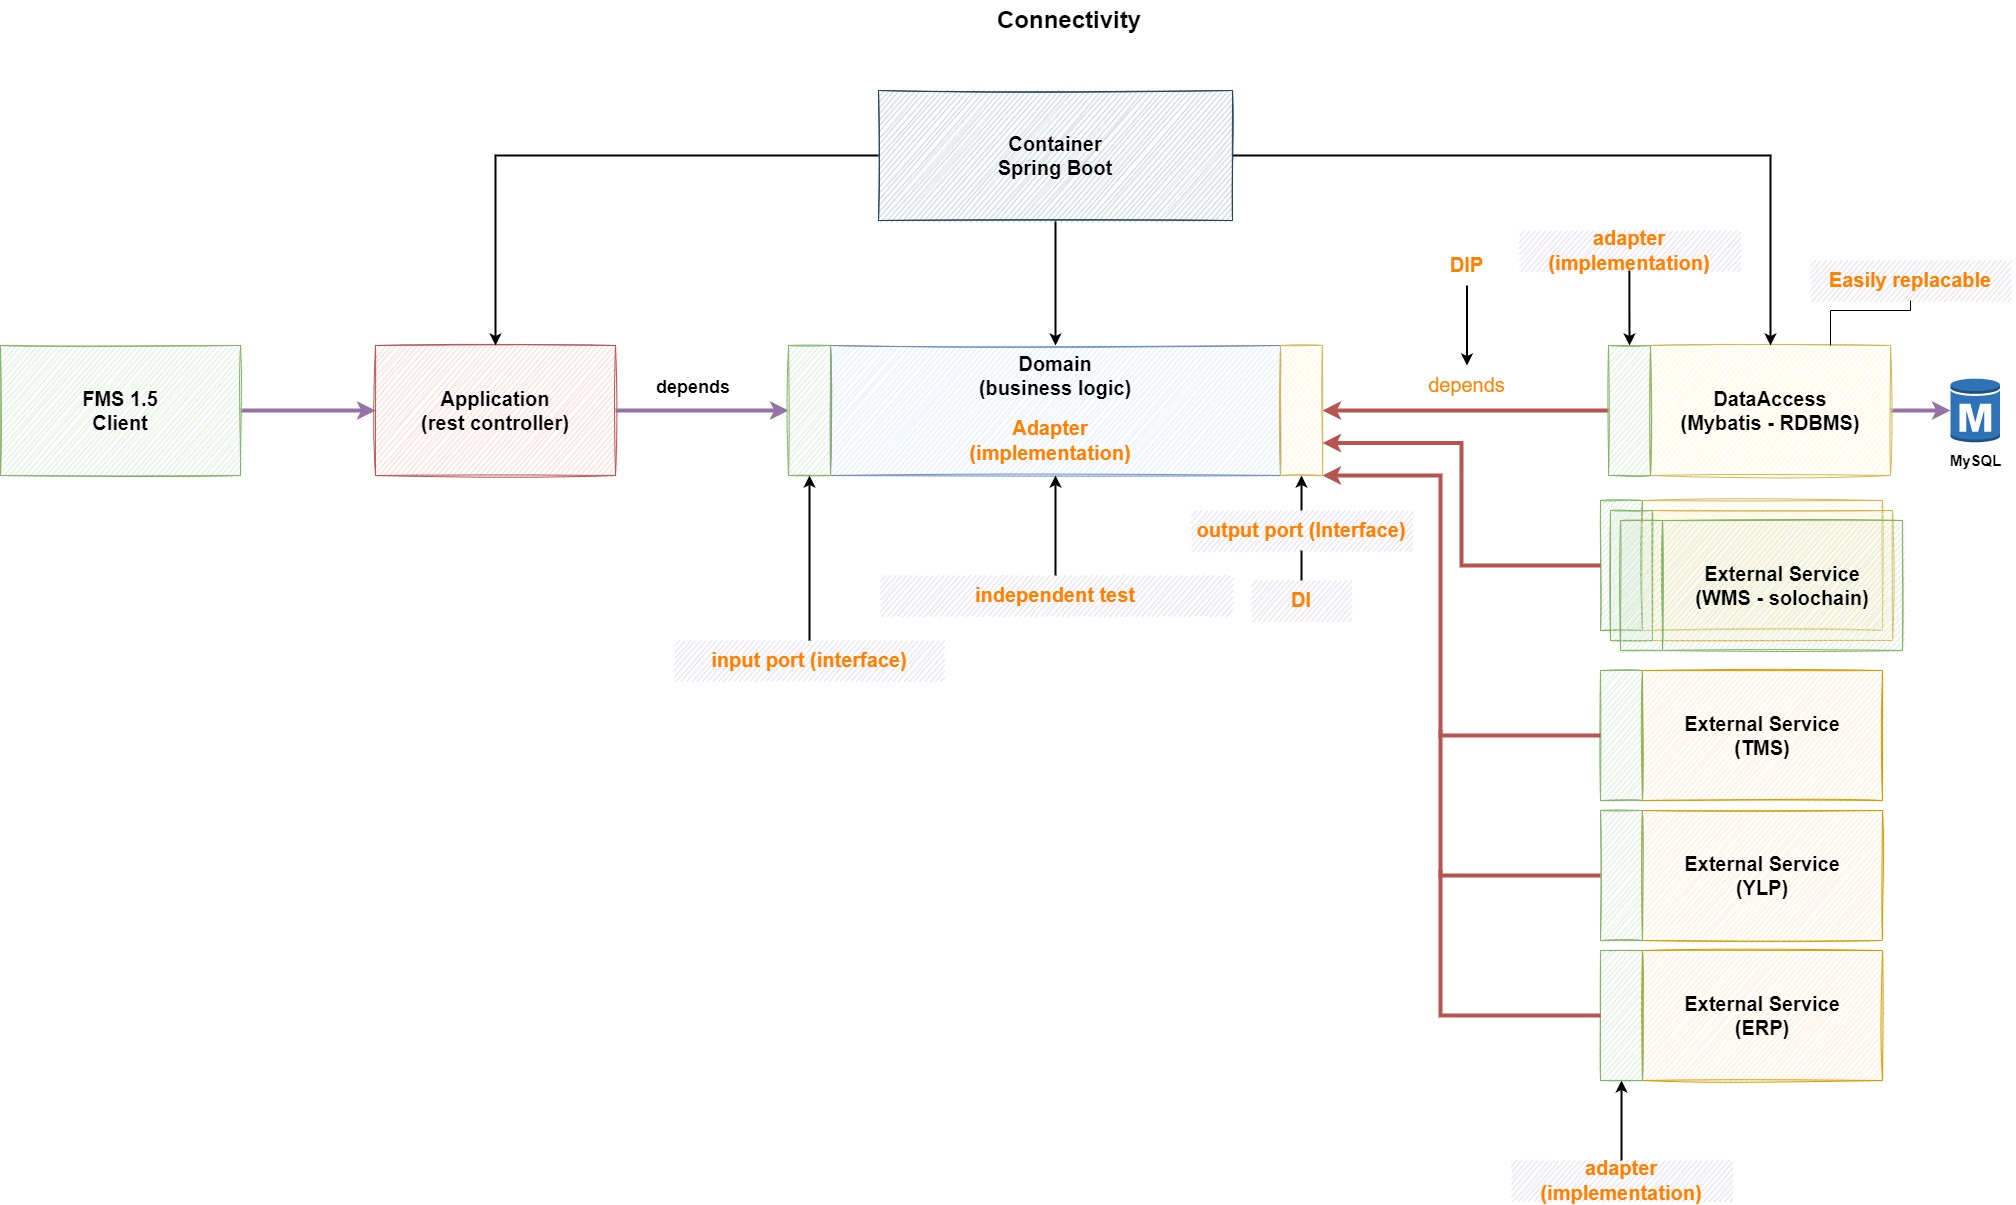 Connectivity
Container
Spring Boot
adapter
(implementation)
DIP
Easily replacable
FMS 1.5
Client
Application
(rest controller)
depends
Domain
(business logic)
Adapter
(implementation)
depends
DataAccess
(Mybatis - RDBMS)
M
MySQL
output port (Interface)
independent test
DI
input port (interface)
External Service
(WMS - solochain)
External Service
(TMS)
External Service
(YLP)
External Service
(ERP)
adapter
(implementation)